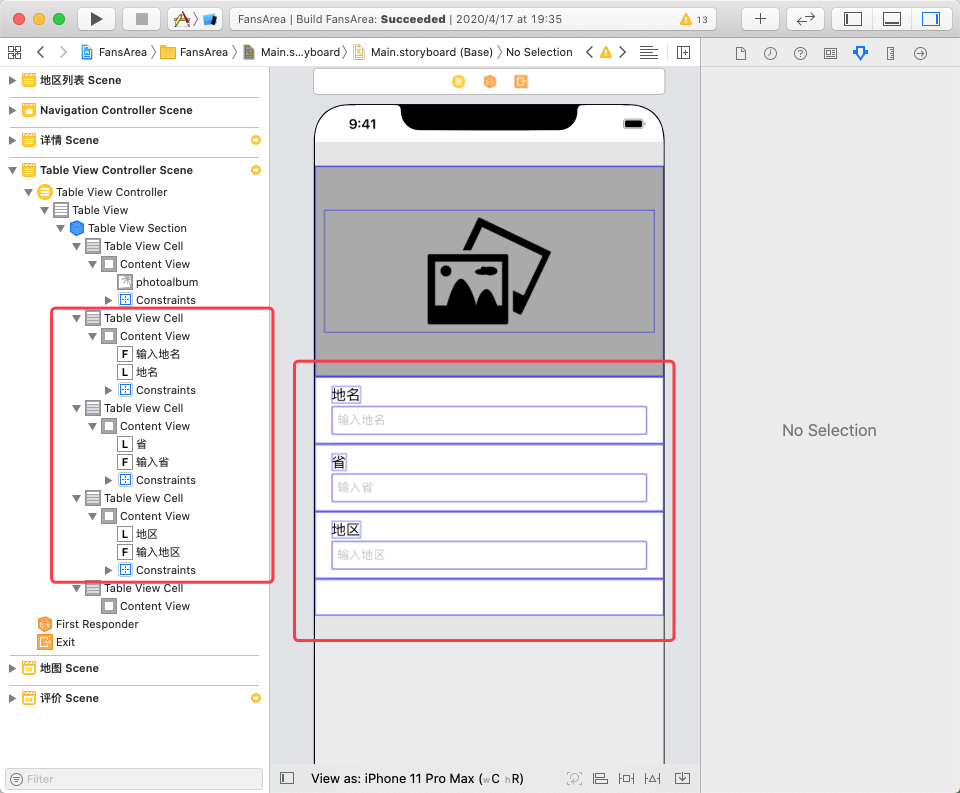 FansArea | Build FansArea: Succeeded | 2020/4/17 at 19:35
13
FansArea
FansArea
Main.s...yboard
Main.storyboard (Base)
No Selection
地区列表 Scene
Navigation Controller Scene
详情 Scene
Table View Controller Scene
Table View Controller
Table View
Table View Section
Table View Cell
Content View
photoalbum
Constraints
Table View Cell
Content View
F 输入地名
L 地名
Constraints
Table View Cell
Content View
L 省
F 输入省
Constraints
Table View Cell
Content View
L 地区
F 输入地区
Constraints
Table View Cell
Content View
First Responder
Exit
地图 Scene
评价 Scene
Filter
9:41
地名
输入地名
省
输入省
地区
输入地区
View as: iPhone 11 Pro Max (wC hR)
No Selection